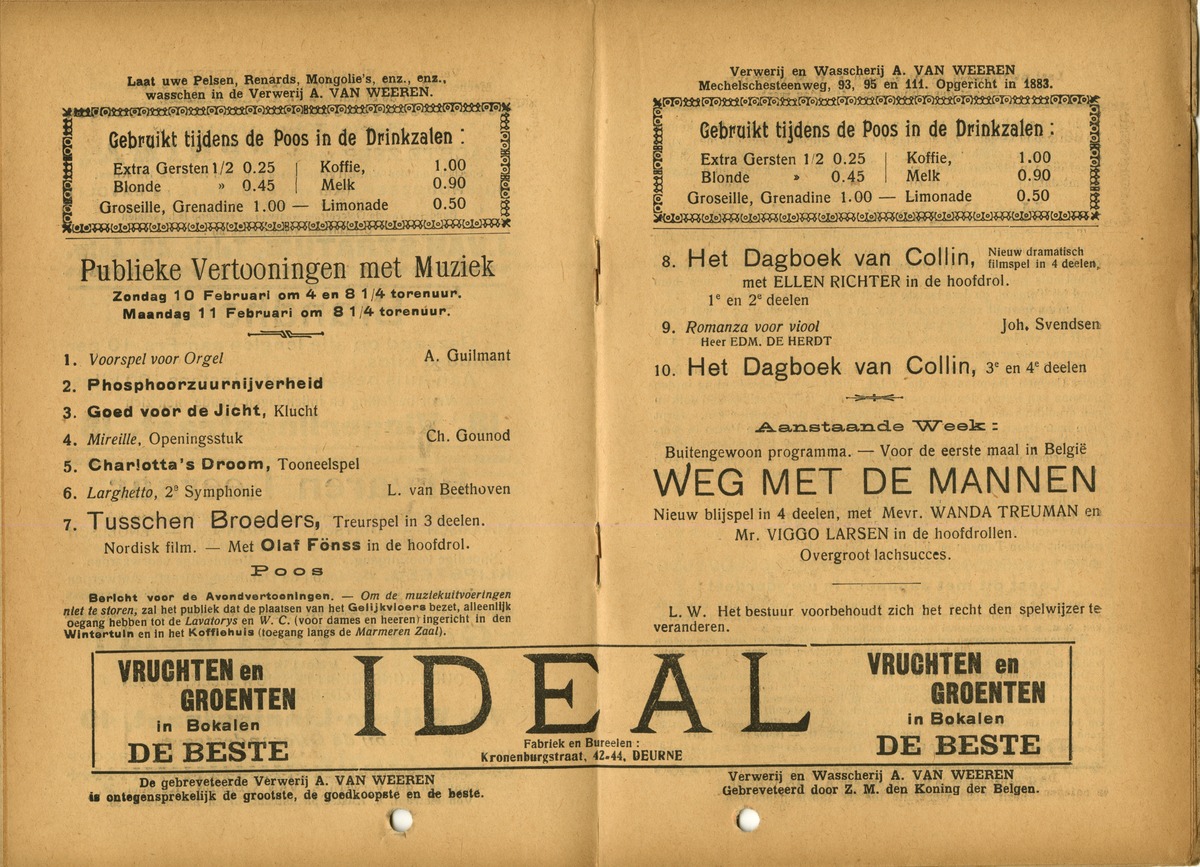 Laat uwe Pelsen, Renards, Mongolie's, enz., enz.,
wasschen in de Verwerij A. VAN WEEREN.
Gebruikt tijdens de Poos in de Drinkzalen :
Extra Gersten 1/2 0.25 | Koffie, 1.00
Blonde » 0.45 | Melk 0.90
Groseille, Grenadine 1.00 — Limonade 0.50
Publieke Vertooningen met Muziek
Zondag 10 Februari om 4 en 8 1/4 torenuur.
Maandag 11 Februari om 8 1/4 torenuur.
1. Voorspel voor Orgel A. Guilmant
2. Phosphoorzuurnijverheid
3. Goed voor de Jicht, Klucht
4. Mireille, Openingsstuk Ch. Gounod
5. Charlotta's Droom, Tooneelspel
6. Larghetto, 2e Symphonie L. van Beethoven
7. Tusschen Broeders, Treurspel in 3 deelen.
Nordisk film. — Met Olaf Fönss in de hoofdrol.
Poos
Bericht voor de Avondvertooningen. — Om de muziekuitvoeringen
niet te storen, zal het publiek dat de plaatsen van het Gelijkvloers bezet, alleenlijk
oegang hebben tot de Lavatorys en W. C. (voor dames en heeren) ingericht in den
Wintertuin en in het Koffiehuis (toegang langs de Marmeren Zaal).
Verwerij en Wasscherij A. VAN WEEREN
Mechelschesteenweg, 93, 95 en 111. Opgericht in 1883.
Gebruikt tijdens de Poos in de Drinkzalen :
Extra Gersten 1/2 0.25 | Koffie, 1.00
Blonde » 0.45 | Melk 0.90
Groseille, Grenadine 1.00 — Limonade 0.50
8. Het Dagboek van Collin, Nieuw dramatisch
filmspel in 4 deelen,
met ELLEN RICHTER in de hoofdrol.
1e en 2e deelen
9. Romanza voor viool Joh. Svendsen
Heer EDM. DE HERDT
10. Het Dagboek van Collin, 3e en 4e deelen
Aanstaande Week :
Buitengewoon programma. — Voor de eerste maal in België
WEG MET DE MANNEN
Nieuw blijspel in 4 deelen, met Mevr. WANDA TREUMAN en
Mr. VIGGO LARSEN in de hoofdrollen.
Overgroot lachsucces.
L. W. Het bestuur voorbehoudt zich het recht den spelwijzer te
veranderen.
VRUCHTEN en
GROENTEN
in Bokalen
DE BESTE
IDEAL
Fabriek en Bureelen :
Kronenburgstraat, 42-44, DEURNE
VRUCHTEN en
GROENTEN
in Bokalen
DE BESTE
De gebreveteerde Verwerij A. VAN WEEREN
is ontegensprekelijk de grootste, de goedkoopste en de beste.
Verwerij en Wasscherij A. VAN WEEREN
Gebreveteerd door Z. M. den Koning der Belgen.